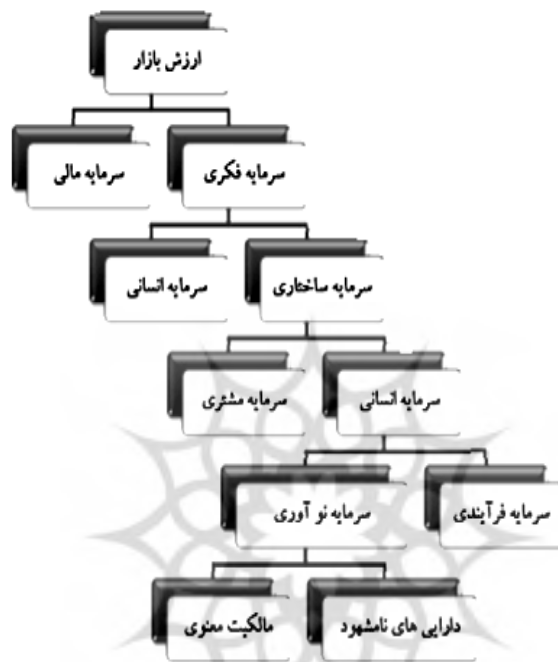 ارزش بازار
سرمایه فکری
سرمایه مالی
سرمایه ساختاری
سرمایه انسانی
سرمایه انسانی
سرمایه مشتری
سرمایه فرآیندی
سرمایه نو آوری
دارایی های نامشهود
مالکیت معنوی